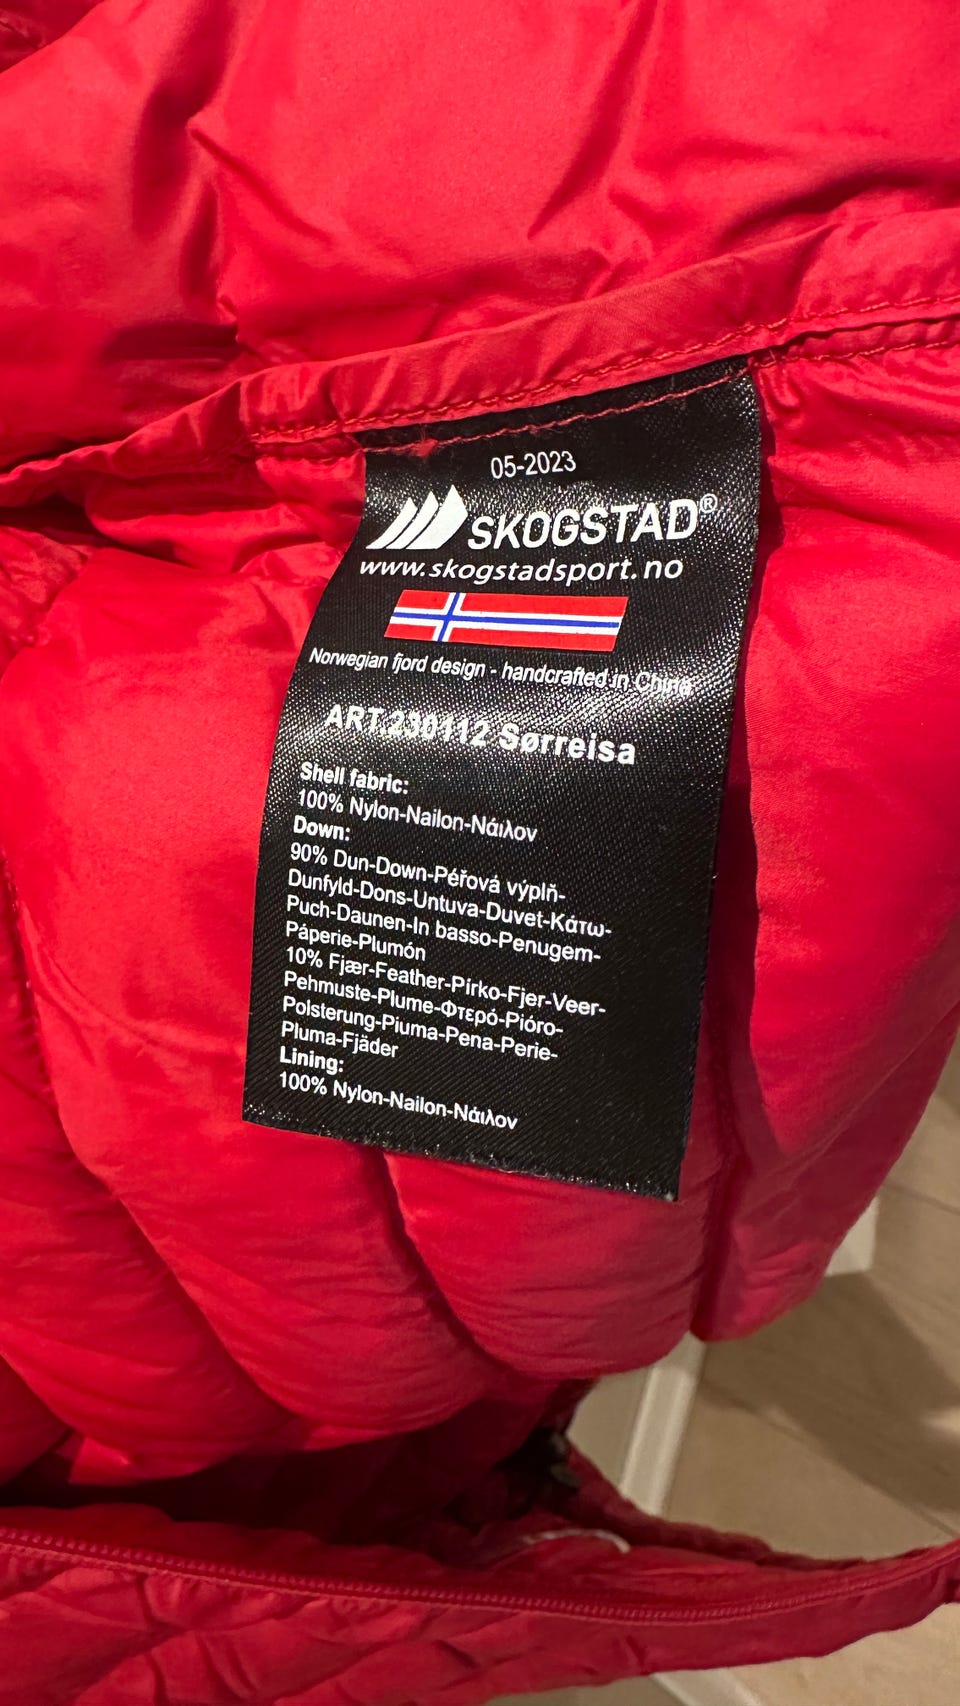 05-2023
SKOGSTAD®
www.skogstadsport.no
Norwegian fjord design - handcrafted in China
ART.230112 Sørreisa
Shell fabric:
100% Nylon-Nailon-Νάιλον
Down:
90% Dun-Down-Péřová výplň-
Dunfyld-Dons-Untuva-Duvet-Κάτω-
Puch-Daunen-In basso-Penugem-
Páperie-Plumón
10% Fjær-Feather-Pírko-Fjer-Veer-
Pehmuste-Plume-Φτερό-Pióro-
Polsterung-Piuma-Pena-Perie-
Pluma-Fjäder
Lining:
100% Nylon-Nailon-Νάιλον